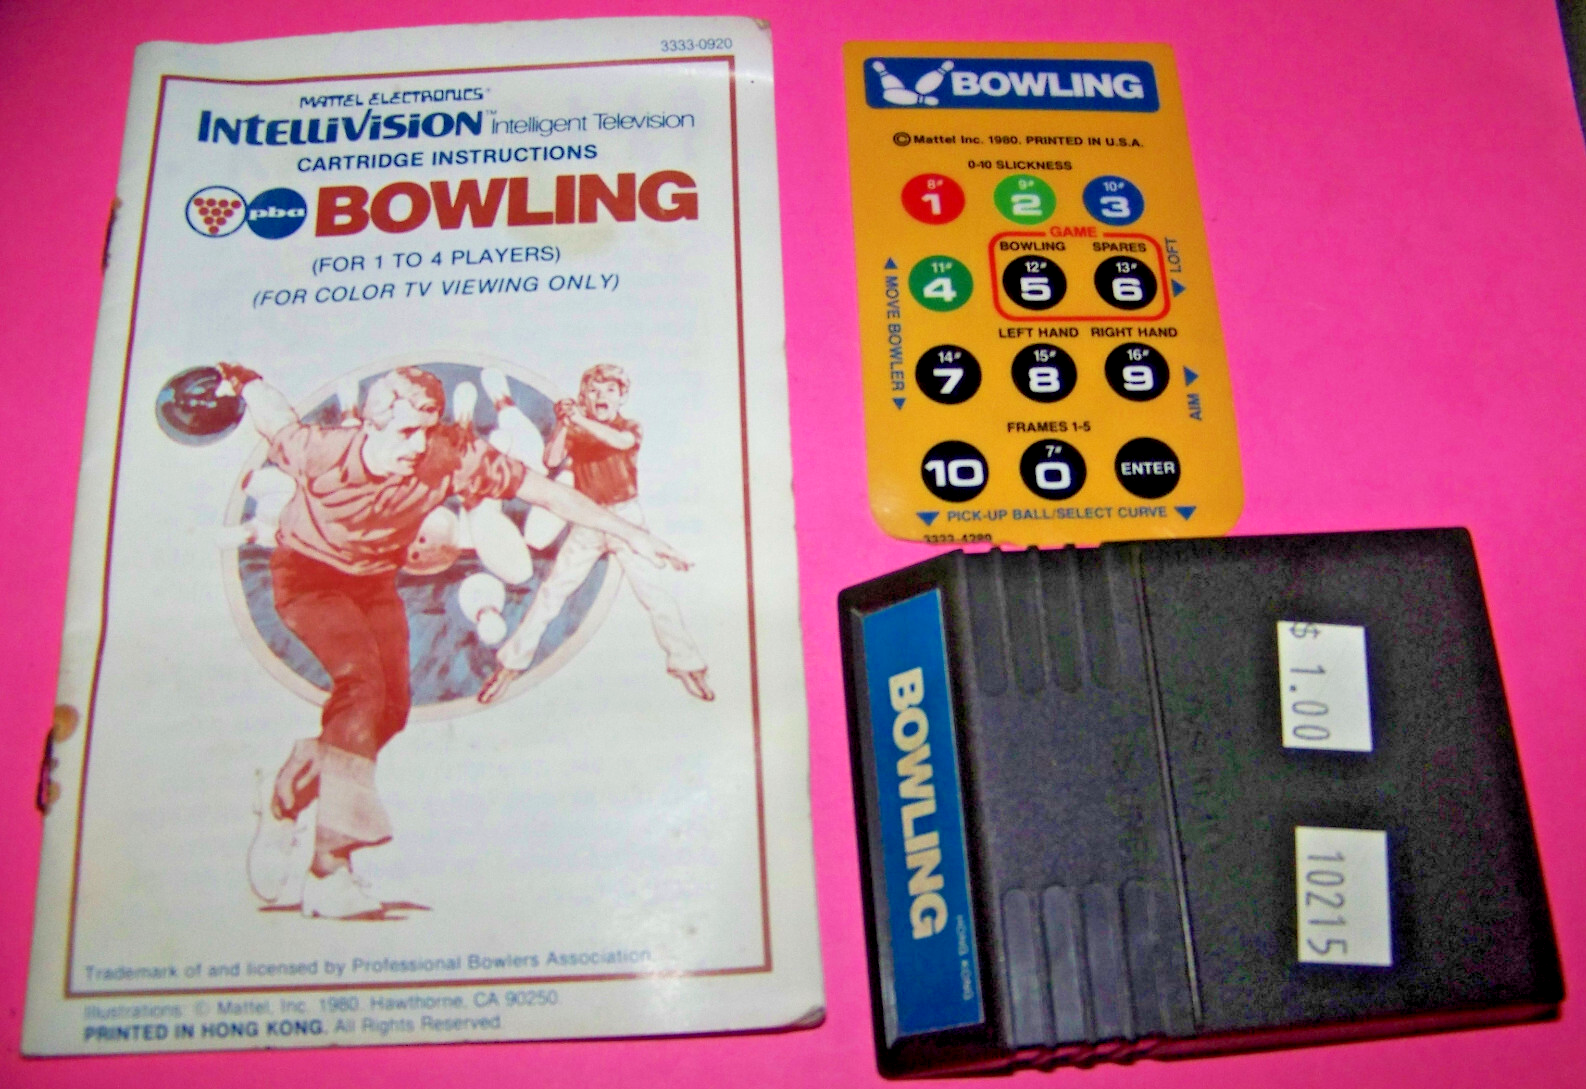 3333-0920
MATTEL ELECTRONICS®
INTELLIVISION™ Intelligent Television
CARTRIDGE INSTRUCTIONS
pba BOWLING
(FOR 1 TO 4 PLAYERS)
(FOR COLOR TV VIEWING ONLY)
Trademark of and licensed by Professional Bowlers Association.
Illustrations: © Mattel, Inc. 1980. Hawthorne, CA 90250.
PRINTED IN HONG KONG. All Rights Reserved.
BOWLING
© Mattel Inc. 1980. PRINTED IN U.S.A.
0-10 SLICKNESS
8# 9# 10#
1 2 3
GAME
BOWLING SPARES
11# 12# 13#
4 5 6
LOFT
MOVE BOWLER
LEFT HAND RIGHT HAND
14# 15# 16#
7 8 9
AIM
FRAMES 1-5
7#
10 0 ENTER
PICK-UP BALL/SELECT CURVE
3333-4289
BOWLING
HONG KONG
$ 1.00
10215